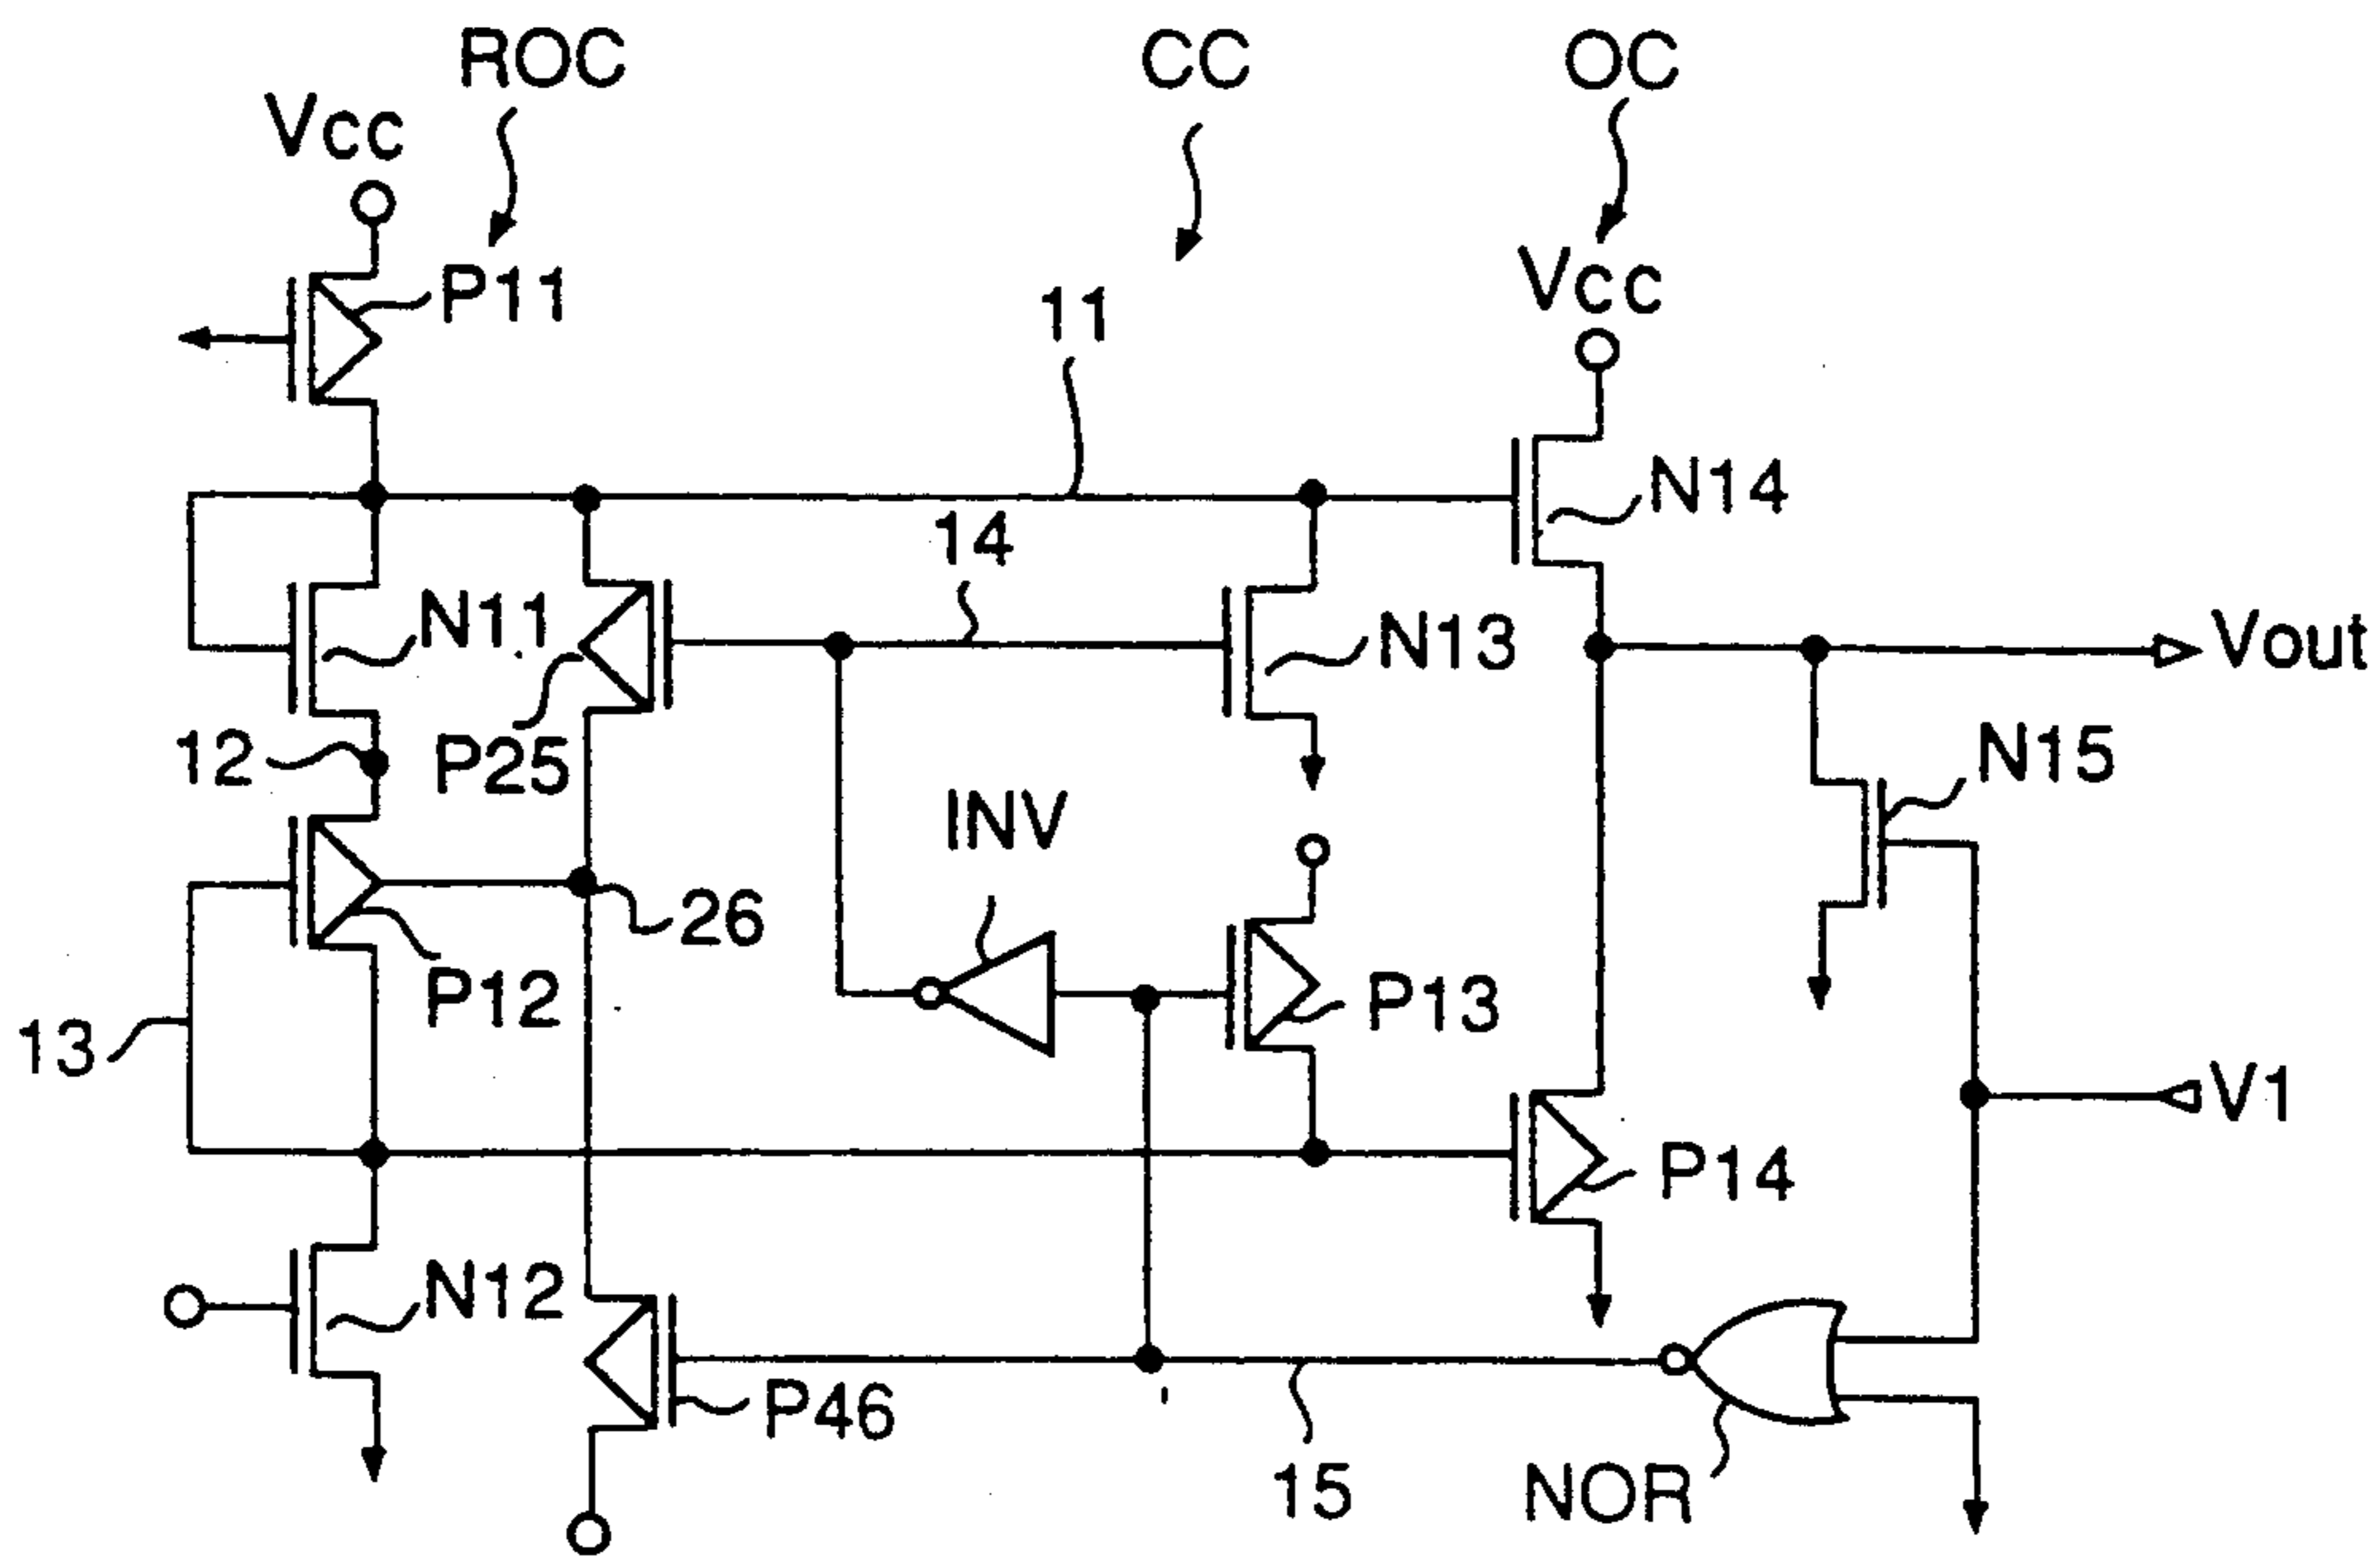 ROC
CC
OC
Vcc
P11
Vcc
11
N14
14
N11
N13
Vout
12
P25
N15
INV
26
P12
P13
13
V1
P14
N12
P46
15
NOR